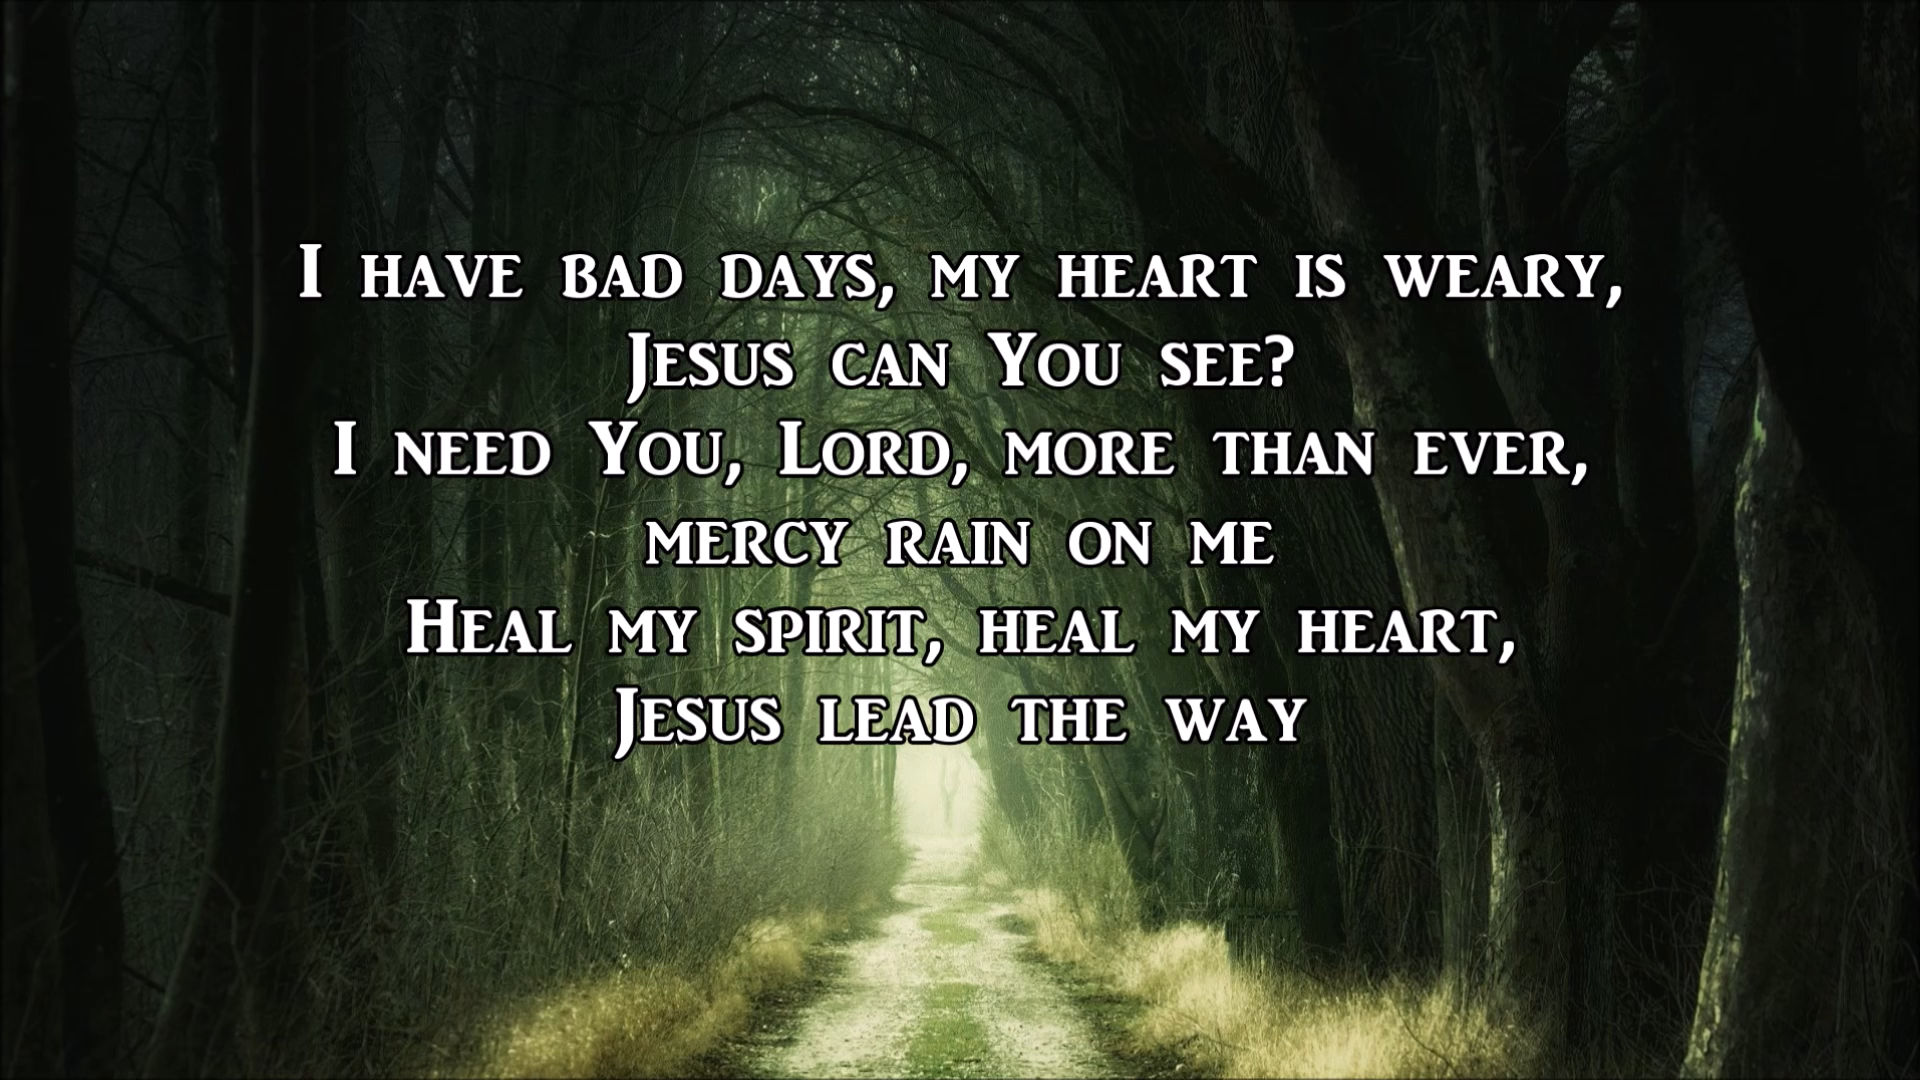 I have bad days, my heart is weary,
Jesus can You see?
I need You, Lord, more than ever,
mercy rain on me
Heal my spirit, heal my heart,
Jesus lead the way